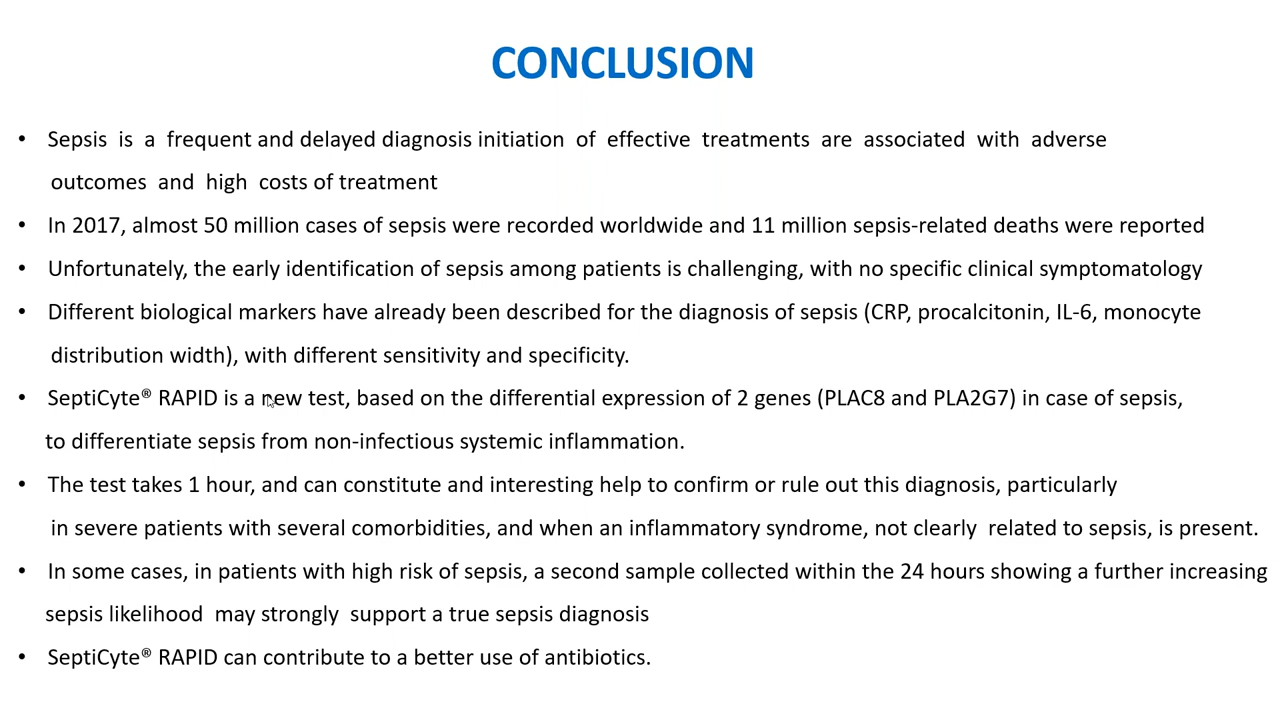 CONCLUSION
• Sepsis is a frequent and delayed diagnosis initiation of effective treatments are associated with adverse
outcomes and high costs of treatment
• In 2017, almost 50 million cases of sepsis were recorded worldwide and 11 million sepsis-related deaths were reported
• Unfortunately, the early identification of sepsis among patients is challenging, with no specific clinical symptomatology
• Different biological markers have already been described for the diagnosis of sepsis (CRP, procalcitonin, IL-6, monocyte
distribution width), with different sensitivity and specificity.
• SeptiCyte® RAPID is a new test, based on the differential expression of 2 genes (PLAC8 and PLA2G7) in case of sepsis,
to differentiate sepsis from non-infectious systemic inflammation.
• The test takes 1 hour, and can constitute and interesting help to confirm or rule out this diagnosis, particularly
in severe patients with several comorbidities, and when an inflammatory syndrome, not clearly related to sepsis, is present.
• In some cases, in patients with high risk of sepsis, a second sample collected within the 24 hours showing a further increasing
sepsis likelihood may strongly support a true sepsis diagnosis
• SeptiCyte® RAPID can contribute to a better use of antibiotics.